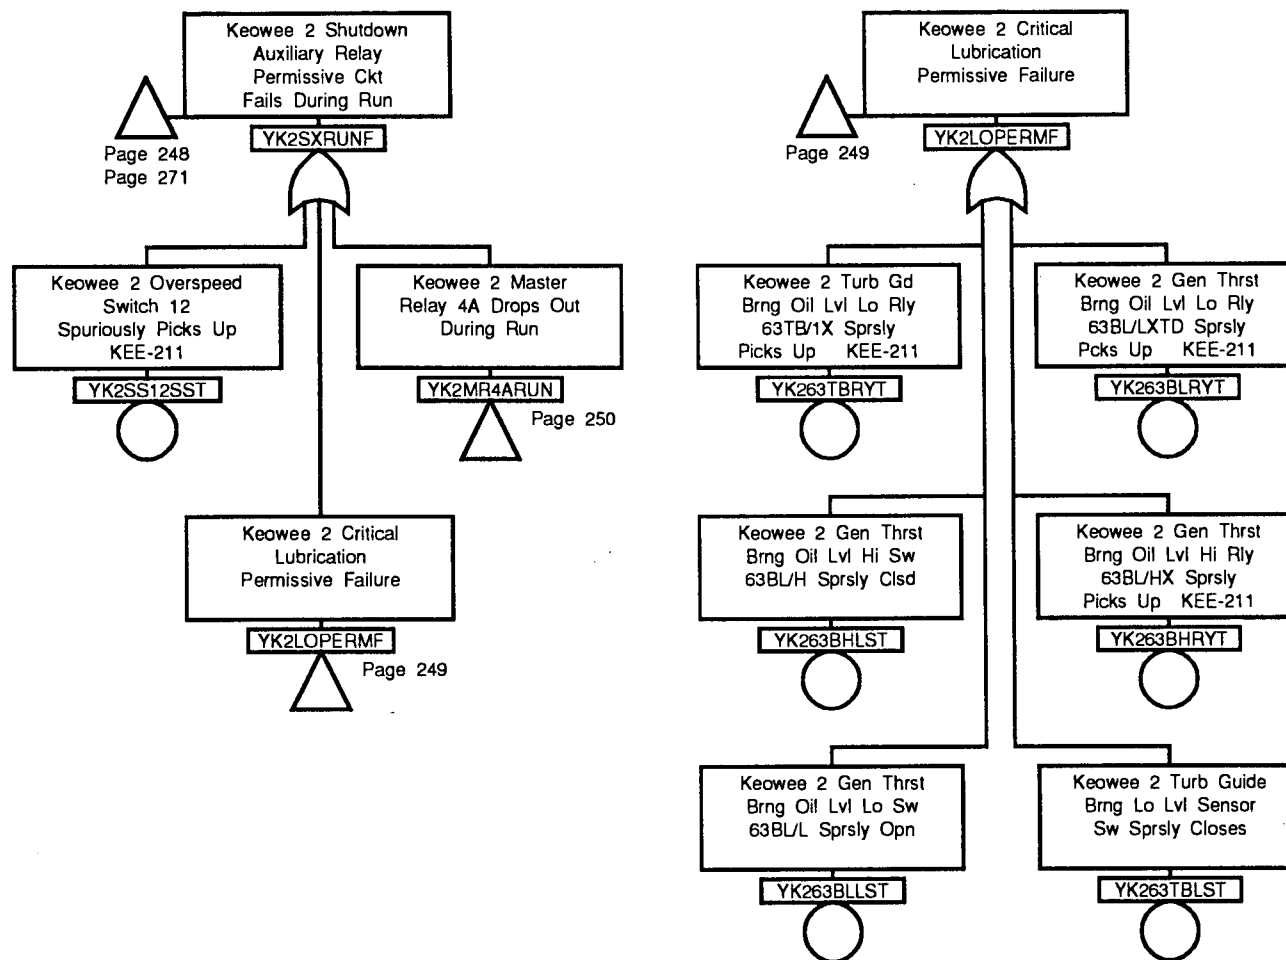 Keowee 2 Shutdown
Auxiliary Relay
Permissive Ckt
Fails During Run
YK2SXRUNF
Page 248
Page 271
Keowee 2 Overspeed
Switch 12
Spuriously Picks Up
KEE-211
YK2SS12SST
Keowee 2 Master
Relay 4A Drops Out
During Run
YK2MR4ARUN
Page 250
Keowee 2 Critical
Lubrication
Permissive Failure
YK2LOPERMF
Page 249
Keowee 2 Critical
Lubrication
Permissive Failure
Page 249
YK2LOPERMF
Keowee 2 Turb Gd
Brng Oil Lvl Lo Rly
63TB/1X Sprsly
Picks Up KEE-211
YK263TBRYT
Keowee 2 Gen Thrst
Brng Oil Lvl Lo Rly
63BL/LXTD Sprsly
Pcks Up KEE-211
YK263BLRYT
Keowee 2 Gen Thrst
Brng Oil Lvl Hi Sw
63BL/H Sprsly Clsd
YK263BHLST
Keowee 2 Gen Thrst
Brng Oil Lvl Hi Rly
63BL/HX Sprsly
Picks Up KEE-211
YK263BHRYT
Keowee 2 Gen Thrst
Brng Oil Lvl Lo Sw
63BL/L Sprsly Opn
YK263BLLST
Keowee 2 Turb Guide
Brng Lo Lvl Sensor
Sw Sprsly Closes
YK263TBLST